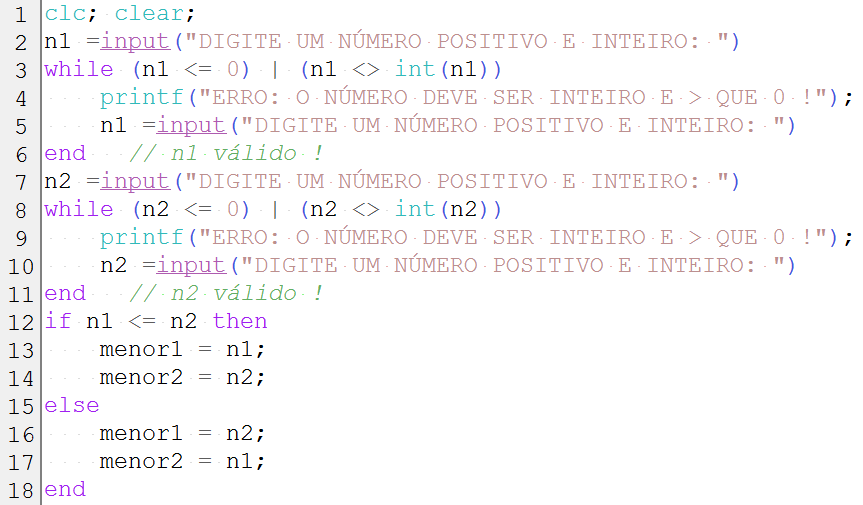 1 clc; clear;
2 n1 =input("DIGITE UM NÚMERO POSITIVO E INTEIRO: ")
3 while (n1 <= 0) | (n1 <> int(n1))
4     printf("ERRO: O NÚMERO DEVE SER INTEIRO E > QUE 0 !");
5     n1 =input("DIGITE UM NÚMERO POSITIVO E INTEIRO: ")
6 end   // n1 válido !
7 n2 =input("DIGITE UM NÚMERO POSITIVO E INTEIRO: ")
8 while (n2 <= 0) | (n2 <> int(n2))
9     printf("ERRO: O NÚMERO DEVE SER INTEIRO E > QUE 0 !");
10     n2 =input("DIGITE UM NÚMERO POSITIVO E INTEIRO: ")
11 end   // n2 válido !
12 if n1 <= n2 then
13     menor1 = n1;
14     menor2 = n2;
15 else
16     menor1 = n2;
17     menor2 = n1;
18 end